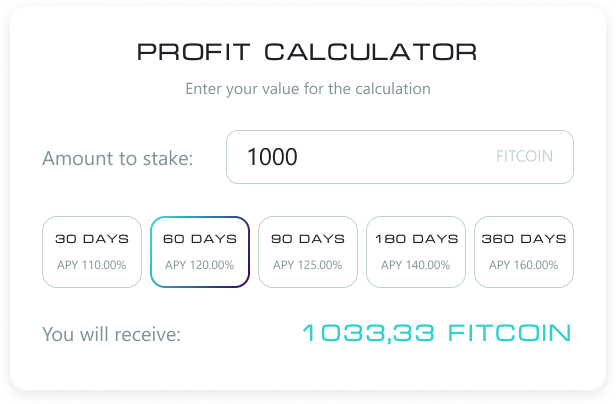 PROFIT CALCULATOR
Enter your value for the calculation
Amount to stake: 1000 FITCOIN
30 DAYS 60 DAYS 90 DAYS 180 DAYS 360 DAYS
APY 110.00% APY 120.00% APY 125.00% APY 140.00% APY 160.00%
You will receive: 1033,33 FITCOIN